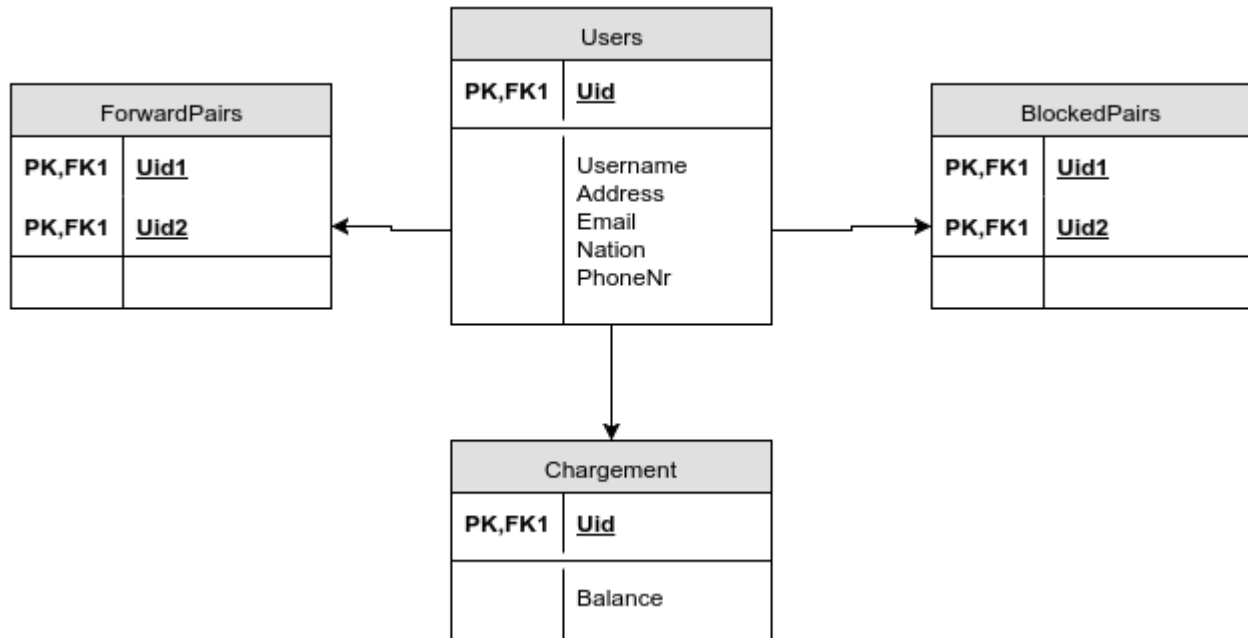 Users
PK,FK1 Uid
Username
Address
Email
Nation
PhoneNr
ForwardPairs
PK,FK1 Uid1
PK,FK1 Uid2
BlockedPairs
PK,FK1 Uid1
PK,FK1 Uid2
Chargement
PK,FK1 Uid
Balance